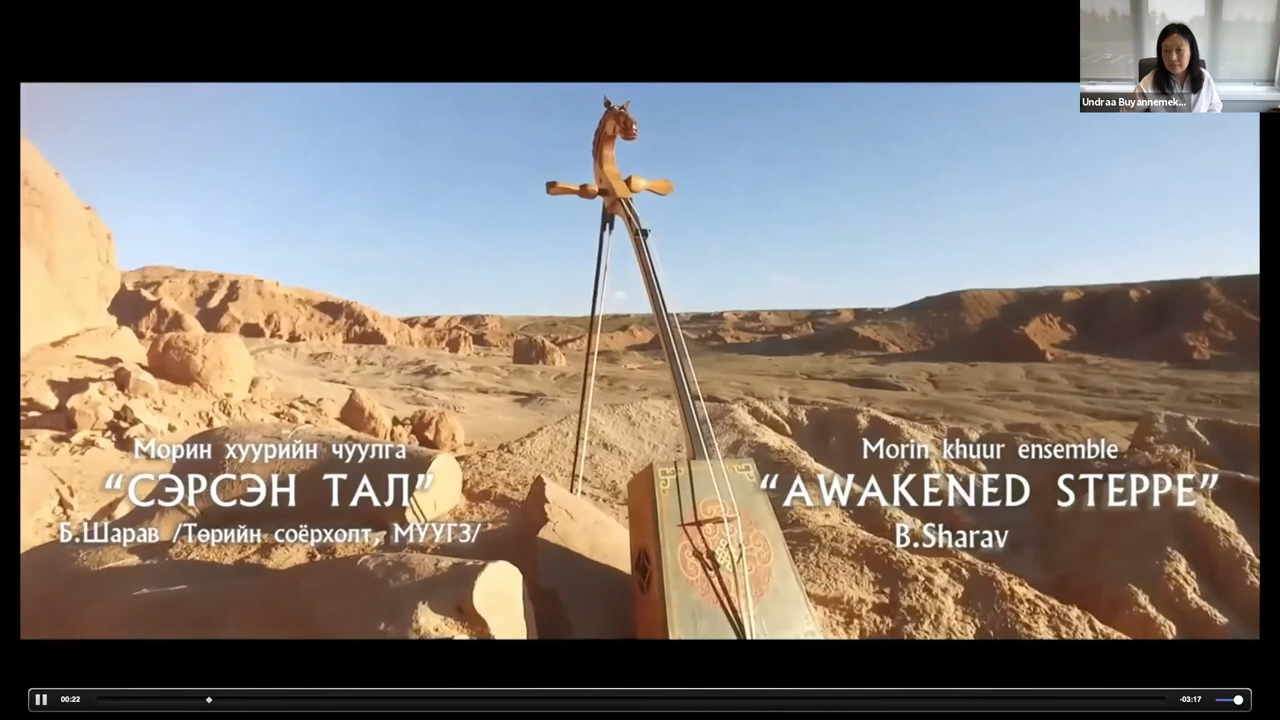 Undraa Buyannemek...
Морин хуурийн чуулга
“СЭРСЭН ТАЛ”
Б.Шарав /Төрийн соёрхолт, МУУГЗ/
Morin khuur ensemble
“AWAKENED STEPPE”
B.Sharav
00:22
-03:17